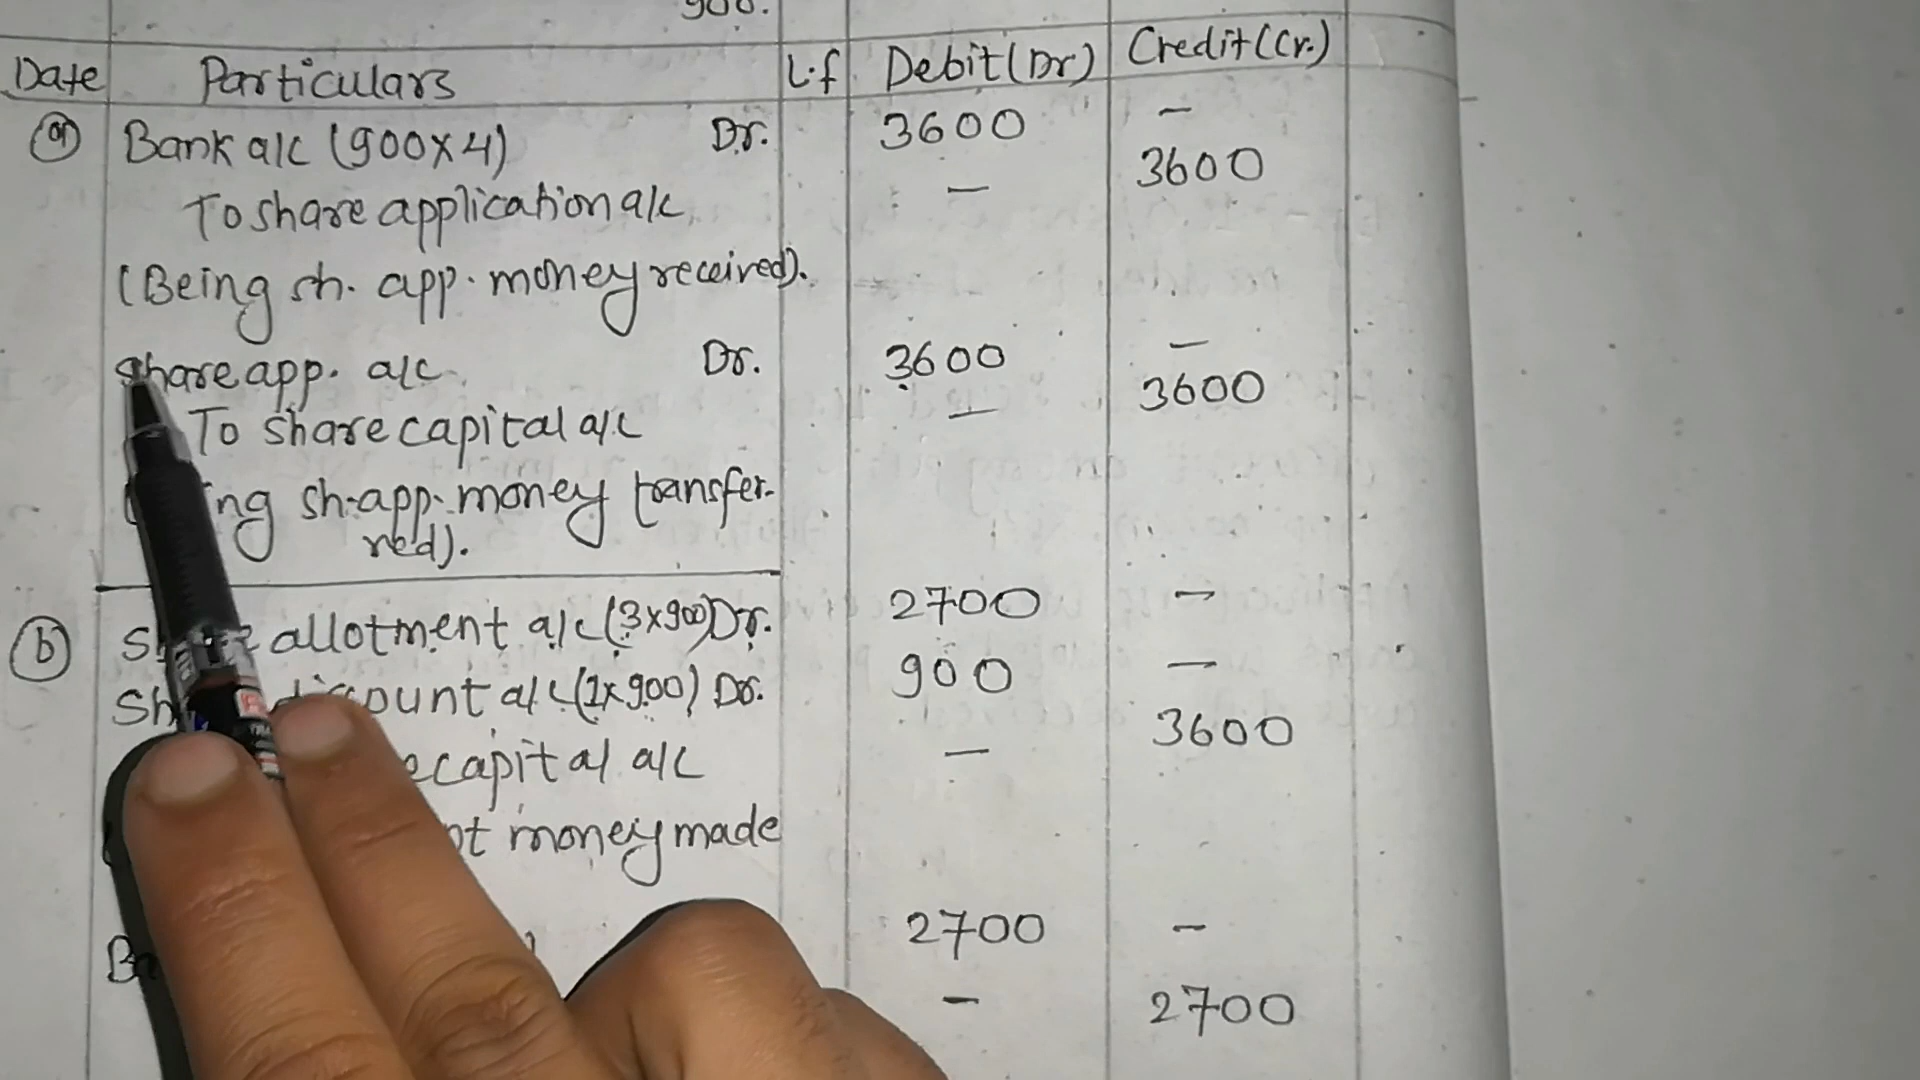 900.
Date Particulars L.f Debit (Dr) Credit (Cr.)
(a) Bank a/c (900x4) Dr. 3600 —
To share application a/c — 3600
(Being sh. app. money received).
Share app. a/c Dr. 3600 —
To share capital a/c — 3600
sh. app. money transfer-
red).
(b) allotment a/c (3x900) Dr. 2700 —
a/c (1x900) Dr. 900 —
capital a/c — 3600
money made
2700 —
— 2700